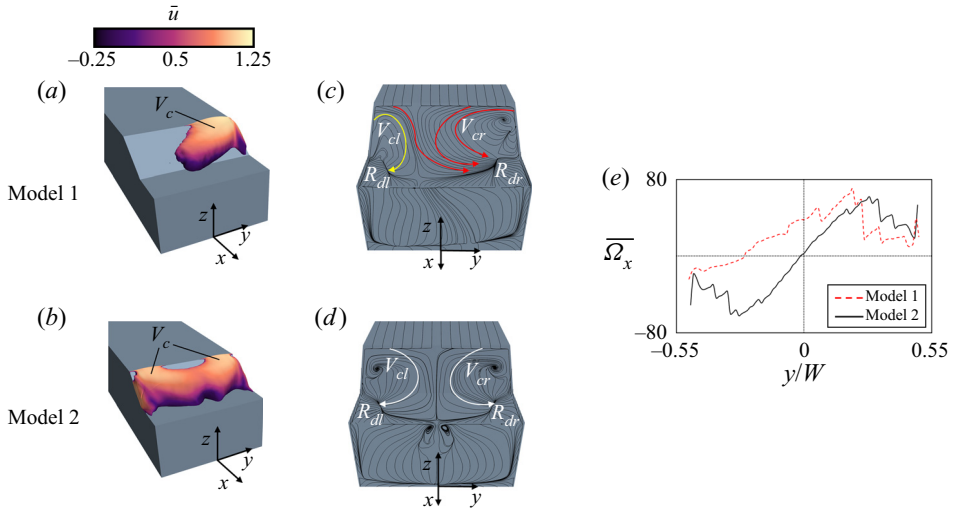 ū
−0.25 0.5 1.25
(a)
V_c
Model 1
z
y
x
(c)
V_cl V_cr
R_dl R_dr
z
x y
(e)
80
Ω_x
−80
−0.55 0 0.55
y/W
Model 1
Model 2
(b)
V_c
Model 2
z
y
x
(d)
V_cl V_cr
R_dl R_dr
z
x y